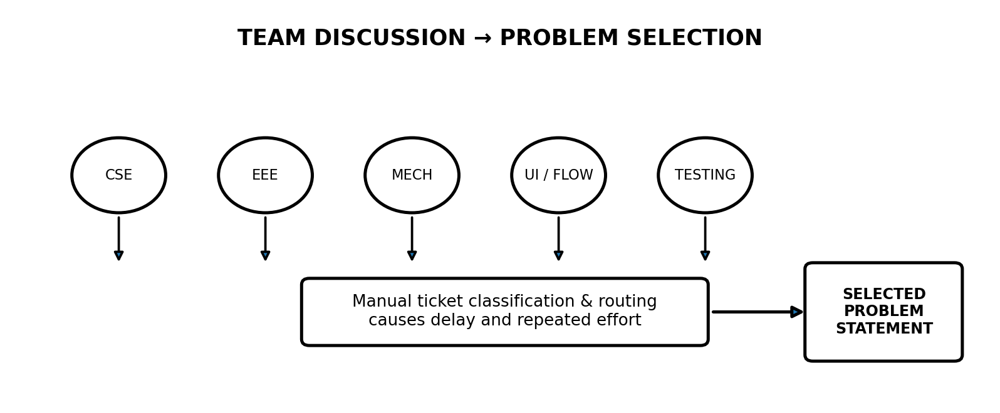 TEAM DISCUSSION → PROBLEM SELECTION
CSE
EEE
MECH
UI / FLOW
TESTING
Manual ticket classification & routing
causes delay and repeated effort
SELECTED
PROBLEM
STATEMENT